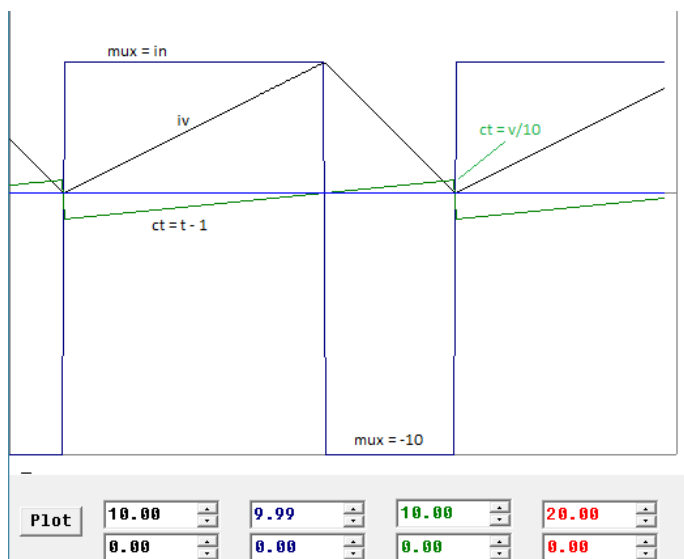 mux = in
iv
ct = v/10
ct = t - 1
mux = -10
Plot 10.00 9.99 10.00 20.00
0.00 0.00 0.00 0.00